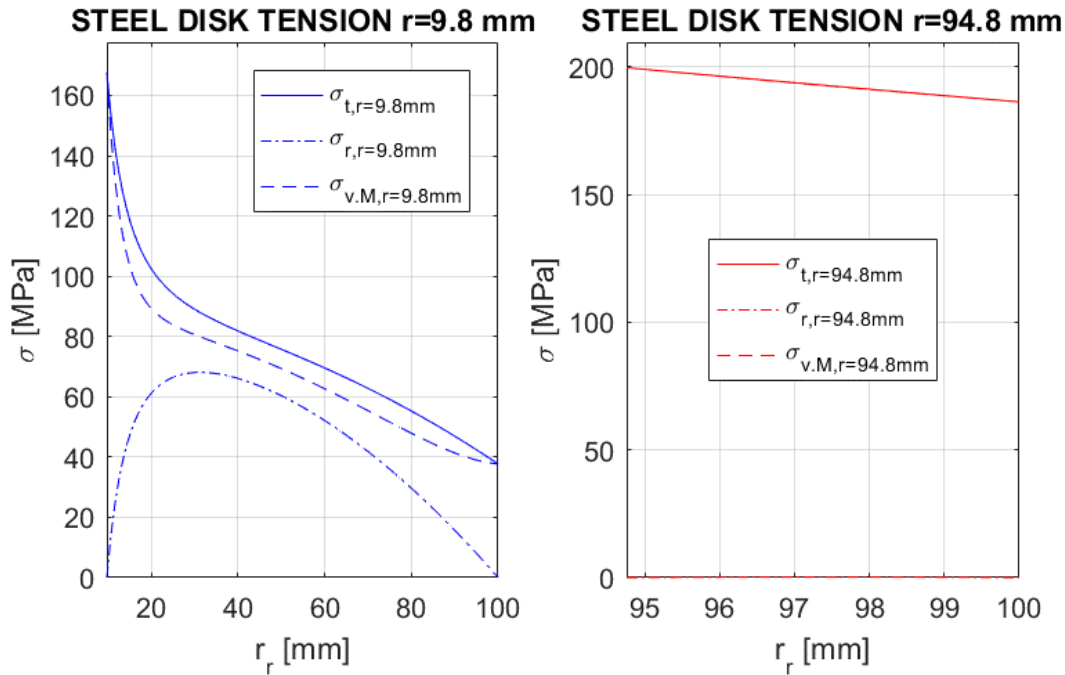 STEEL DISK TENSION r=9.8 mm
160
140
120
100
80
60
40
20
0
σ [MPa]
σt,r=9.8mm
σr,r=9.8mm
σv.M,r=9.8mm
20
40
60
80
100
rr [mm]
STEEL DISK TENSION r=94.8 mm
200
150
100
50
0
σ [MPa]
σt,r=94.8mm
σr,r=94.8mm
σv.M,r=94.8mm
95
96
97
98
99
100
rr [mm]